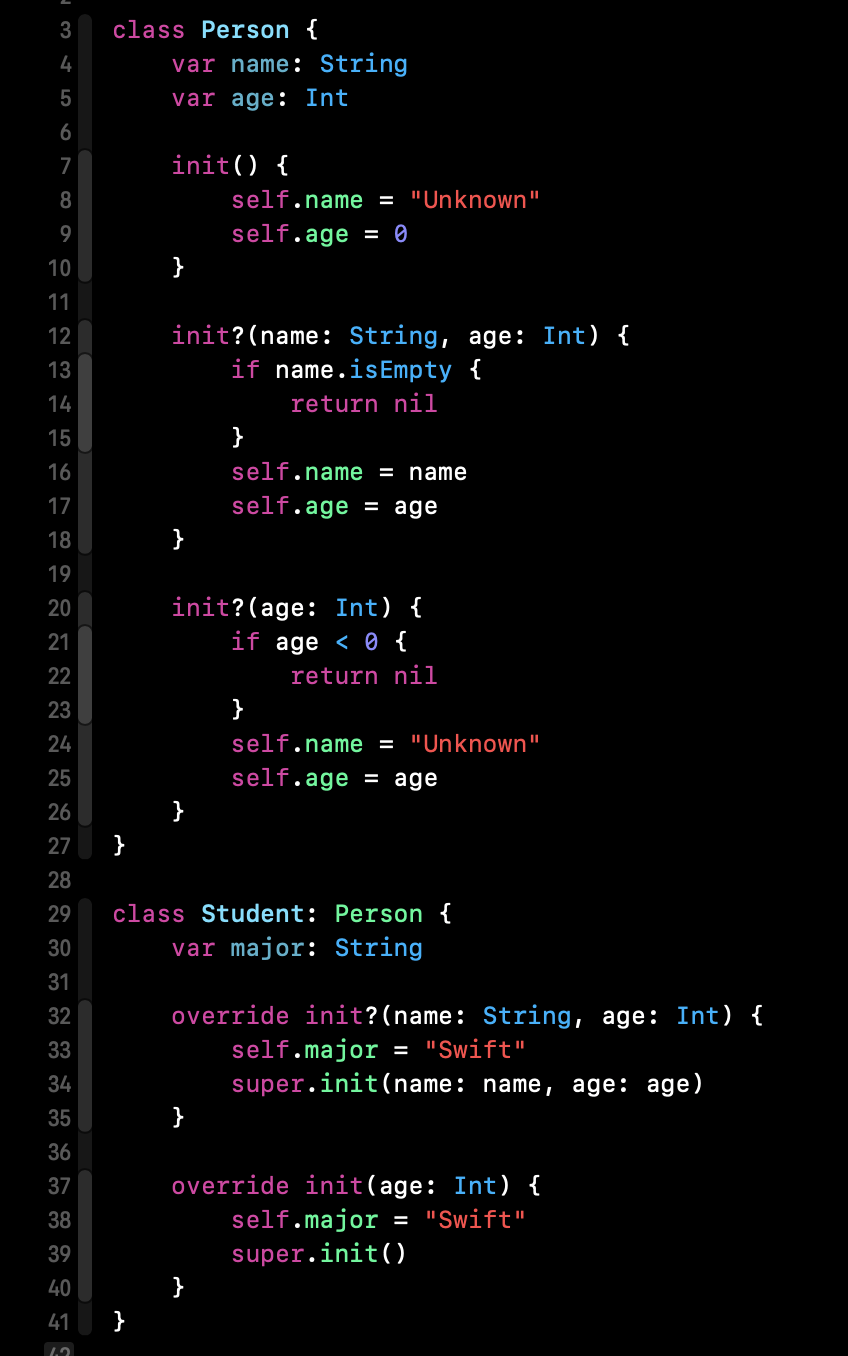 3 class Person {
4 var name: String
5 var age: Int
6
7 init() {
8 self.name = "Unknown"
9 self.age = 0
10 }
11
12 init?(name: String, age: Int) {
13 if name.isEmpty {
14 return nil
15 }
16 self.name = name
17 self.age = age
18 }
19
20 init?(age: Int) {
21 if age < 0 {
22 return nil
23 }
24 self.name = "Unknown"
25 self.age = age
26 }
27 }
28
29 class Student: Person {
30 var major: String
31
32 override init?(name: String, age: Int) {
33 self.major = "Swift"
34 super.init(name: name, age: age)
35 }
36
37 override init(age: Int) {
38 self.major = "Swift"
39 super.init()
40 }
41 }
42